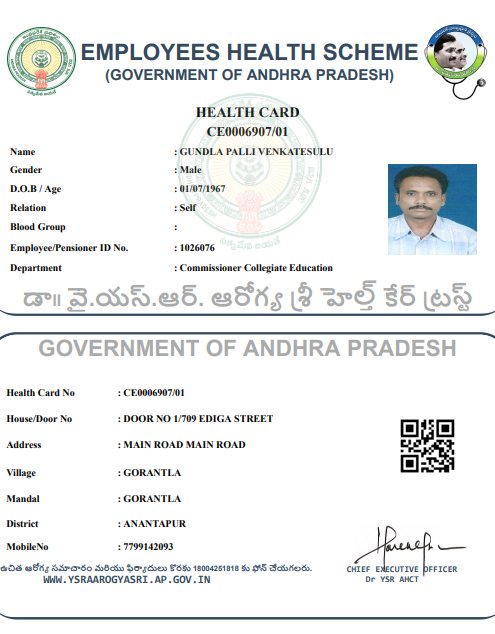 EMPLOYEES HEALTH SCHEME
(GOVERNMENT OF ANDHRA PRADESH)
HEALTH CARD
CE0006907/01
Name : GUNDLA PALLI VENKATESULU
Gender : Male
D.O.B / Age : 01/07/1967
Relation : Self
Blood Group :
Employee/Pensioner ID No. : 1026076
Department : Commissioner Collegiate Education
సత్యమేవ జయతే
డా॥ వై.యస్.ఆర్. ఆరోగ్య శ్రీ హెల్త్ కేర్ ట్రస్ట్
GOVERNMENT OF ANDHRA PRADESH
Health Card No : CE0006907/01
House/Door No : DOOR NO 1/709 EDIGA STREET
Address : MAIN ROAD MAIN ROAD
Village : GORANTLA
Mandal : GORANTLA
District : ANANTAPUR
MobileNo : 7799142093
ఉచిత ఆరోగ్య సమాచారం మరియు ఫిర్యాదులు కొరకు 18004251818 కు ఫోన్ చేయగలరు.
WWW.YSRAAROGYASRI.AP.GOV.IN
CHIEF EXECUTIVE OFFICER
Dr YSR AHCT